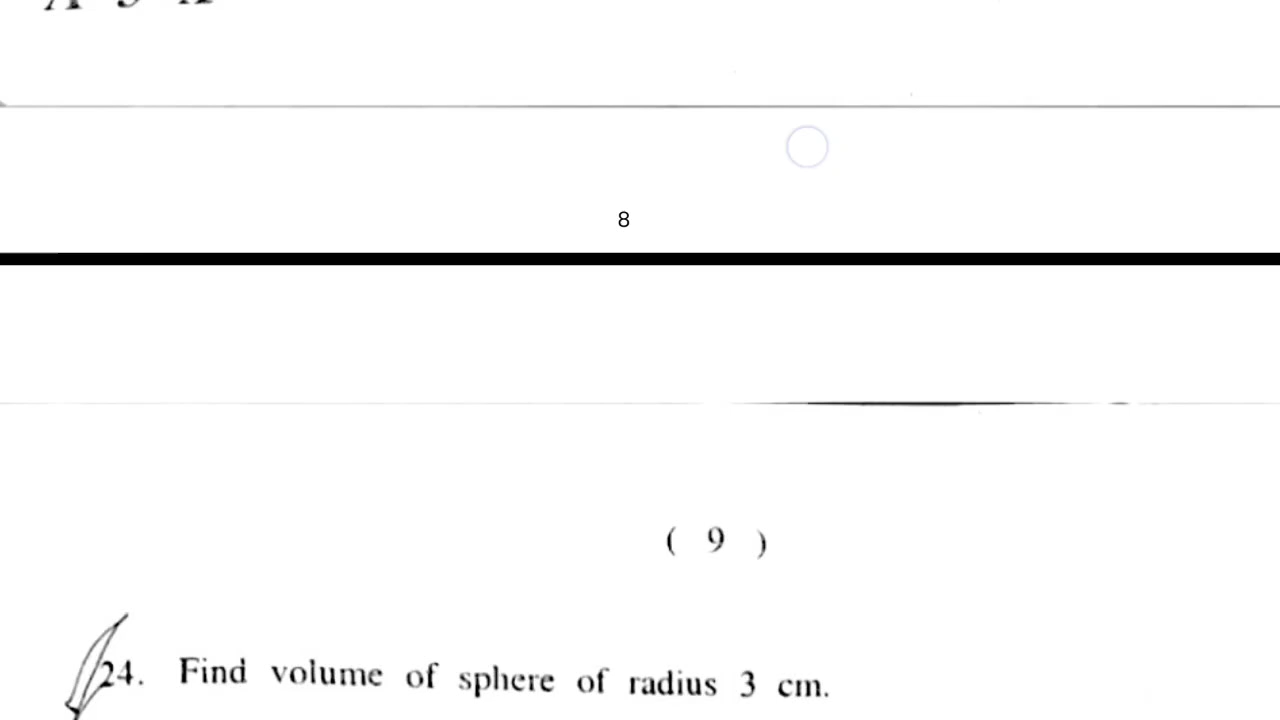 8
( 9 )
24. Find volume of sphere of radius 3 cm.